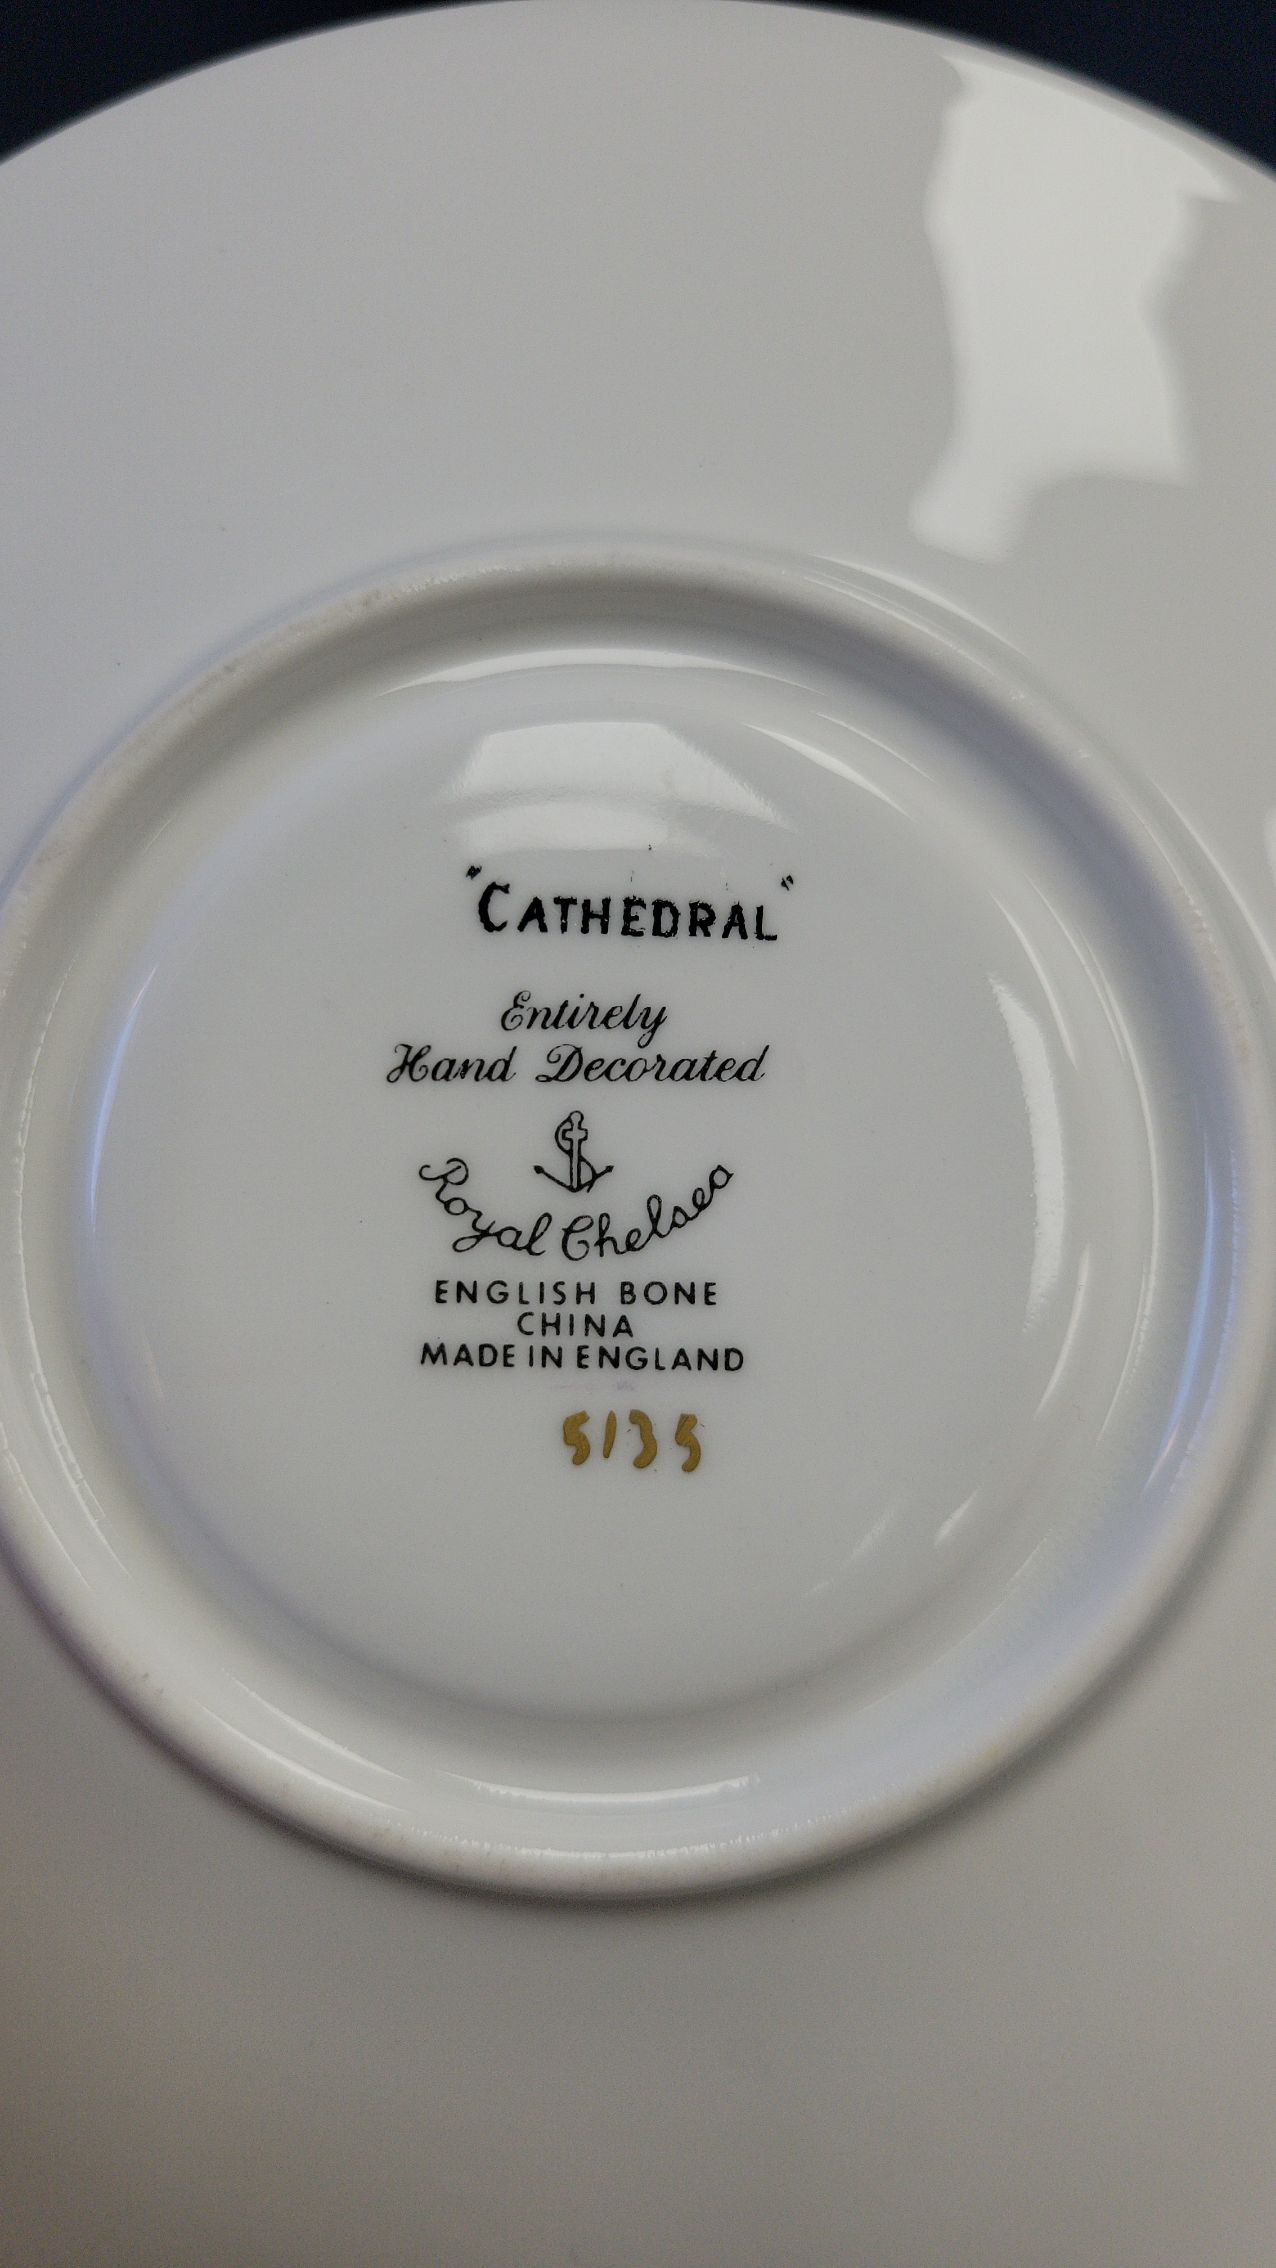 "CATHEDRAL"
Entirely
Hand Decorated
Royal Chelsea
ENGLISH BONE
CHINA
MADE IN ENGLAND
5135